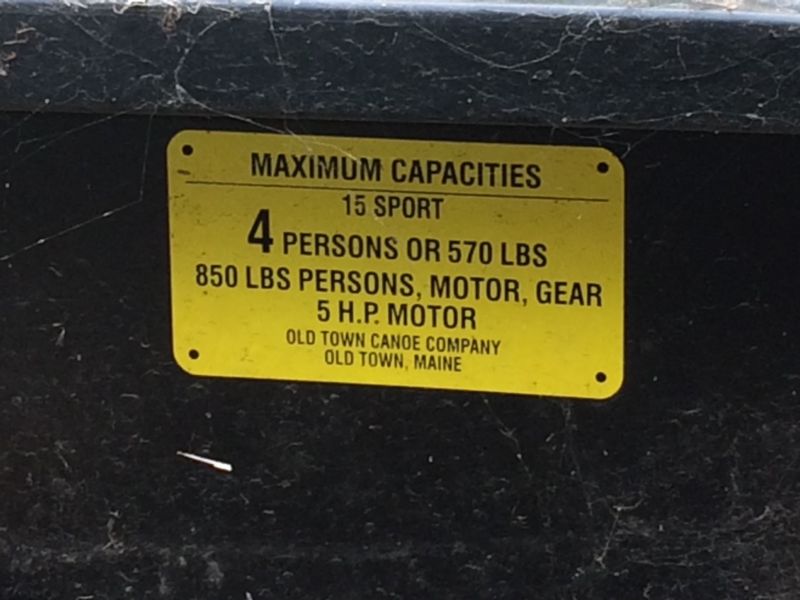 MAXIMUM CAPACITIES
15 SPORT
4 PERSONS OR 570 LBS
850 LBS PERSONS, MOTOR, GEAR
5 H.P. MOTOR
OLD TOWN CANOE COMPANY
OLD TOWN, MAINE